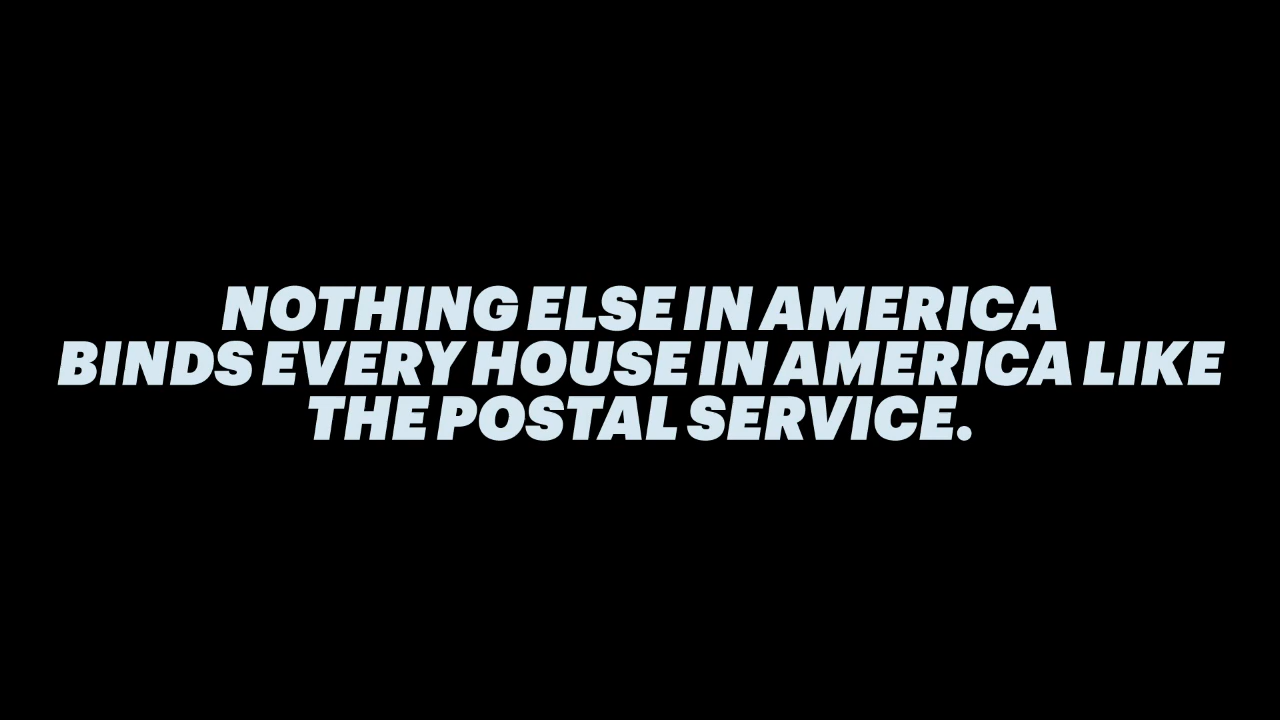 NOTHING ELSE IN AMERICA
BINDS EVERY HOUSE IN AMERICA LIKE
THE POSTAL SERVICE.